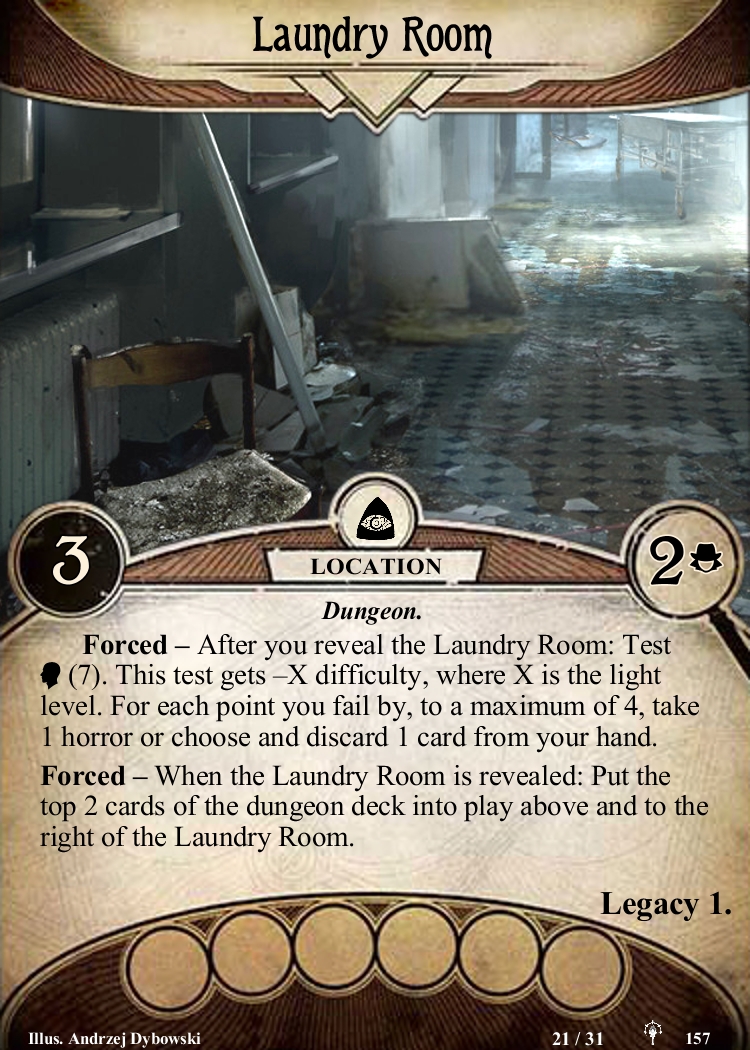 Laundry Room
3
LOCATION
2
Dungeon.
Forced – After you reveal the Laundry Room: Test
(7). This test gets –X difficulty, where X is the light
level. For each point you fail by, to a maximum of 4, take
1 horror or choose and discard 1 card from your hand.
Forced – When the Laundry Room is revealed: Put the
top 2 cards of the dungeon deck into play above and to the
right of the Laundry Room.
Legacy 1.
Illus. Andrzej Dybowski
21 / 31
157